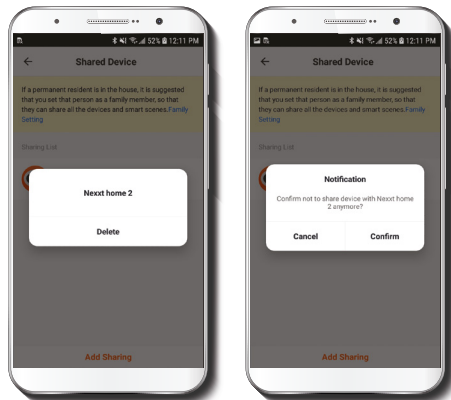 52% 12:11 PM
Shared Device
If a permanent resident is in the house, it is suggested
that you set that person as a family member, so that
they can share all the devices and smart scenes.Family
Setting
Sharing List
Nexxt home 2
Delete
Add Sharing
52% 12:11 PM
Shared Device
If a permanent resident is in the house, it is suggested
that you set that person as a family member, so that
they can share all the devices and smart scenes.Family
Setting
Sharing List
Notification
Confirm not to share device with Nexxt home
2 anymore?
Cancel Confirm
Add Sharing